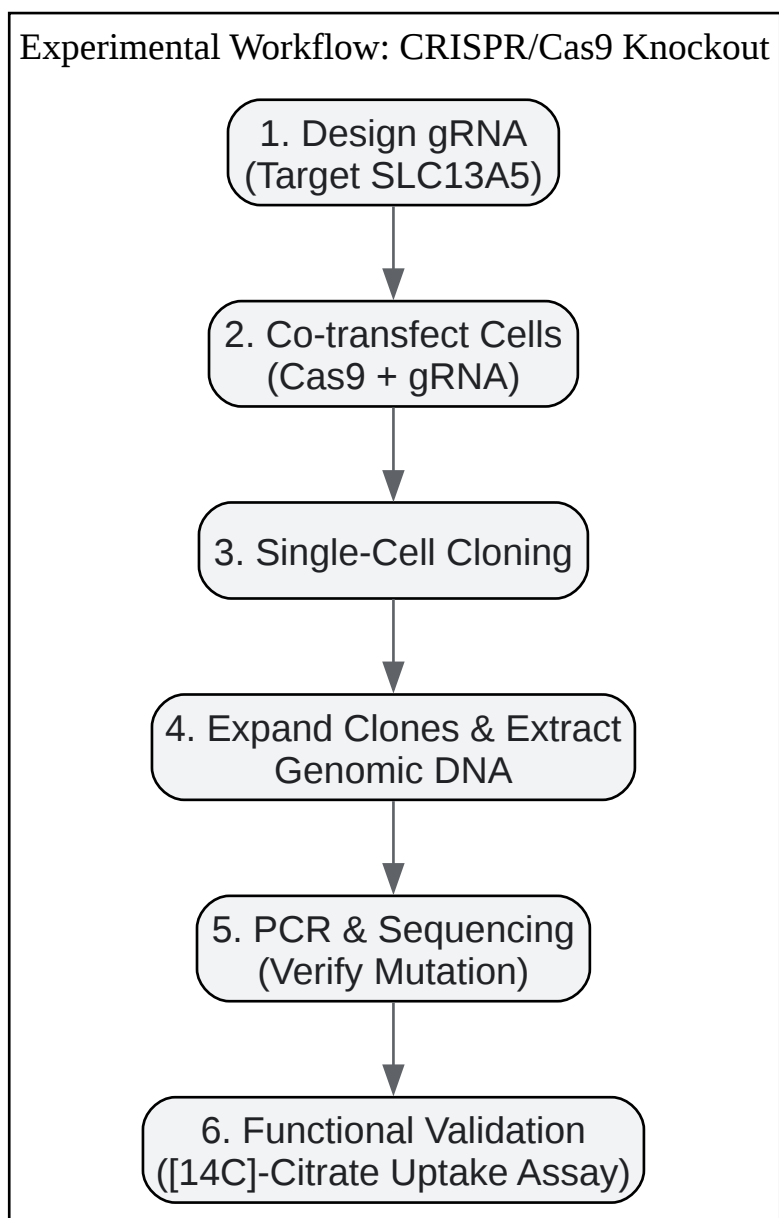 Experimental Workflow: CRISPR/Cas9 Knockout
1. Design gRNA
(Target SLC13A5)
2. Co-transfect Cells
(Cas9 + gRNA)
3. Single-Cell Cloning
4. Expand Clones & Extract
Genomic DNA
5. PCR & Sequencing
(Verify Mutation)
6. Functional Validation
([14C]-Citrate Uptake Assay)